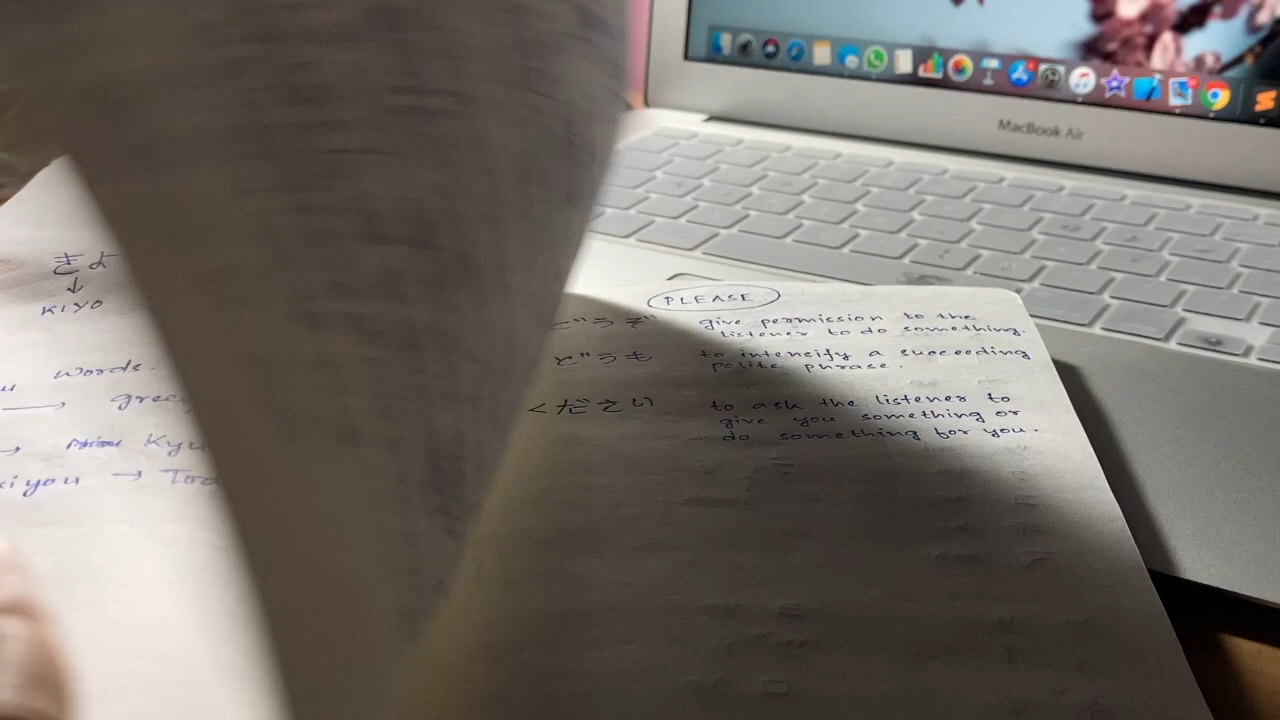 MacBook Air
きよ
↓
KIYO
words.
→
→ Kyu
kiyou →
PLEASE
どうぞ give permission to the
listener to do something.
どうも to intensify a succeeding
polite phrase.
ください to ask the listener to
give you something or
do something for you.